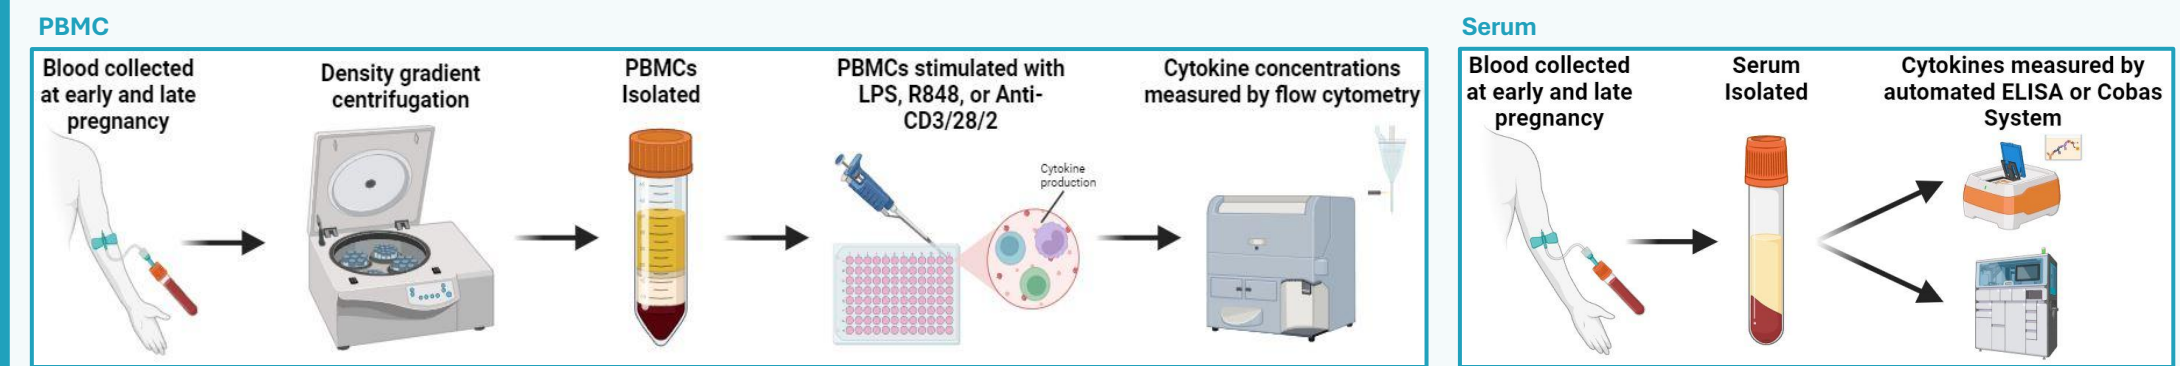 PBMC
Blood collected
at early and late
pregnancy
Density gradient
centrifugation
PBMCs
Isolated
PBMCs stimulated with
LPS, R848, or Anti-
CD3/28/2
Cytokine
production
Cytokine concentrations
measured by flow cytometry
Serum
Blood collected
at early and late
pregnancy
Serum
Isolated
Cytokines measured by
automated ELISA or Cobas
System